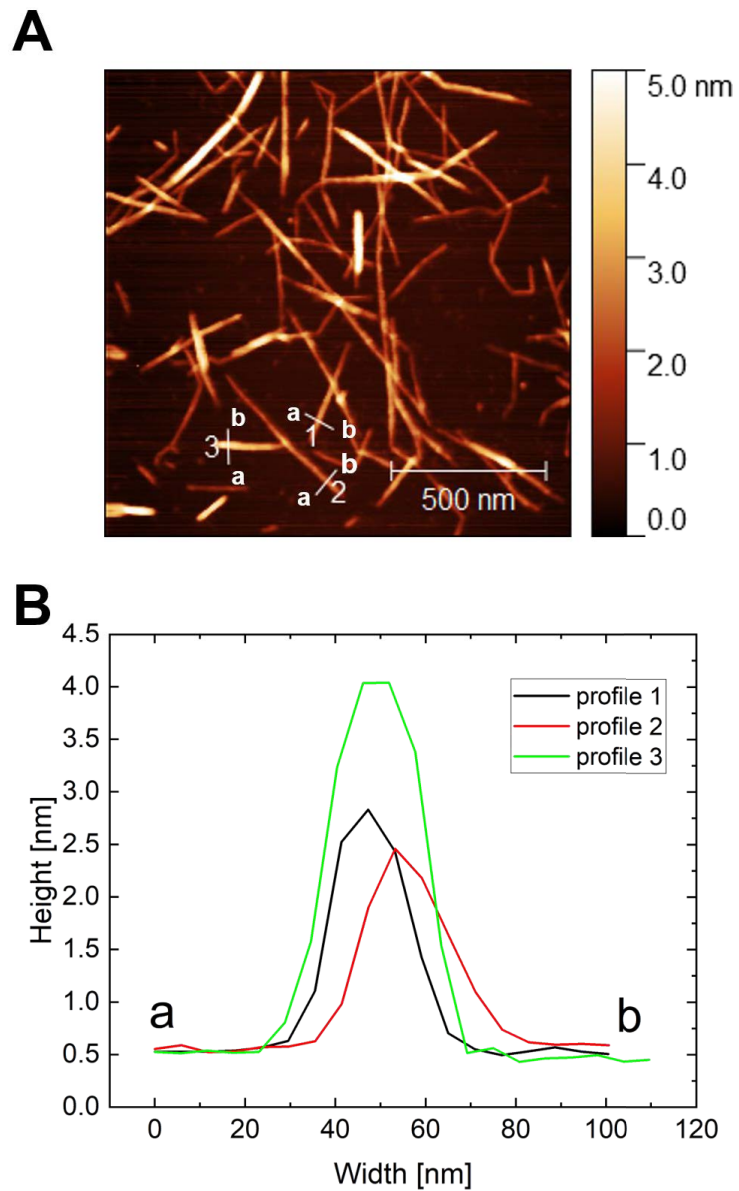 A
5.0 nm
4.0
3.0
2.0
1.0
0.0
a
b
1
b
3
a
b
a
2
500 nm
B
4.5
4.0
3.5
3.0
2.5
2.0
1.5
1.0
0.5
0.0
Height [nm]
profile 1
profile 2
profile 3
a
b
0
20
40
60
80
100
120
Width [nm]